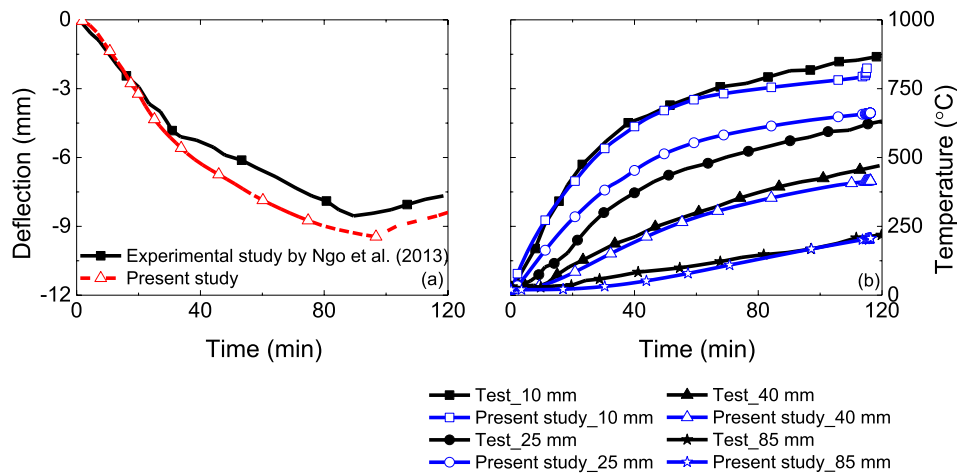 0
-3
-6
-9
-12
Deflection (mm)
Experimental study by Ngo et al. (2013)
Present study
(a)
0 40 80 120
Time (min)
1000
750
500
250
0
Temperature (°C)
(b)
0 40 80 120
Time (min)
Test_10 mm
Present study_10 mm
Test_25 mm
Present study_25 mm
Test_40 mm
Present study_40 mm
Test_85 mm
Present study_85 mm